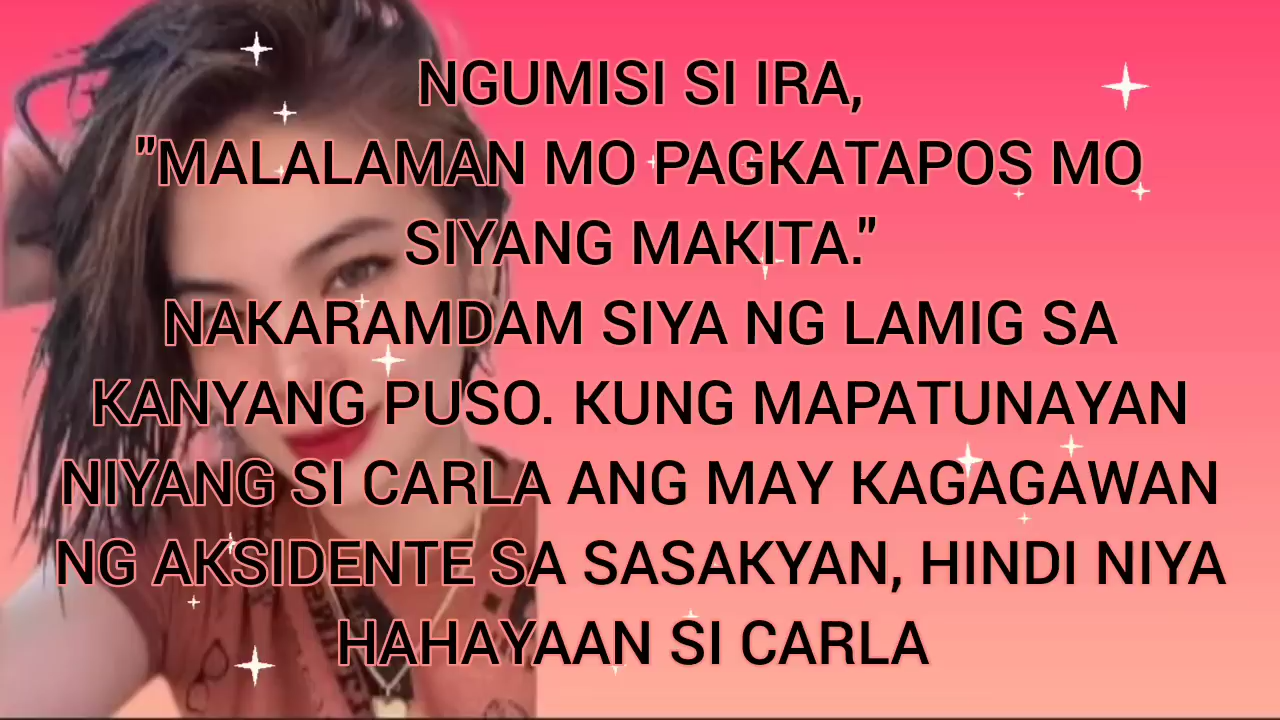 NGUMISI SI IRA,
"MALALAMAN MO PAGKATAPOS MO
SIYANG MAKITA."
NAKARAMDAM SIYA NG LAMIG SA
KANYANG PUSO. KUNG MAPATUNAYAN
NIYANG SI CARLA ANG MAY KAGAGAWAN
NG AKSIDENTE SA SASAKYAN, HINDI NIYA
HAHAYAAN SI CARLA